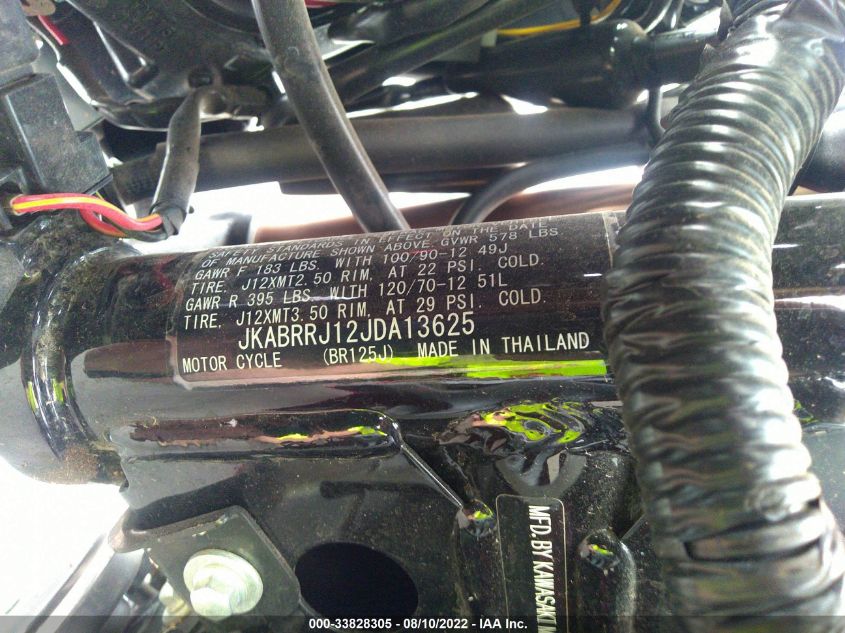 SAFETY STANDARDS IN EFFECT ON THE DATE
OF MANUFACTURE SHOWN ABOVE. GVWR 578 LBS
GAWR F 183 LBS. WITH 100/90-12 49J
TIRE, J12XMT2.50 RIM, AT 22 PSI. COLD.
GAWR R 395 LBS. WITH 120/70-12 51L
TIRE, J12XMT3.50 RIM, AT 29 PSI. COLD.
JKABRRJ12JDA13625
MOTOR CYCLE (BR125J) MADE IN THAILAND
MFD. BY KAWASAKI
000-33828305 - 08/10/2022 - IAA Inc.